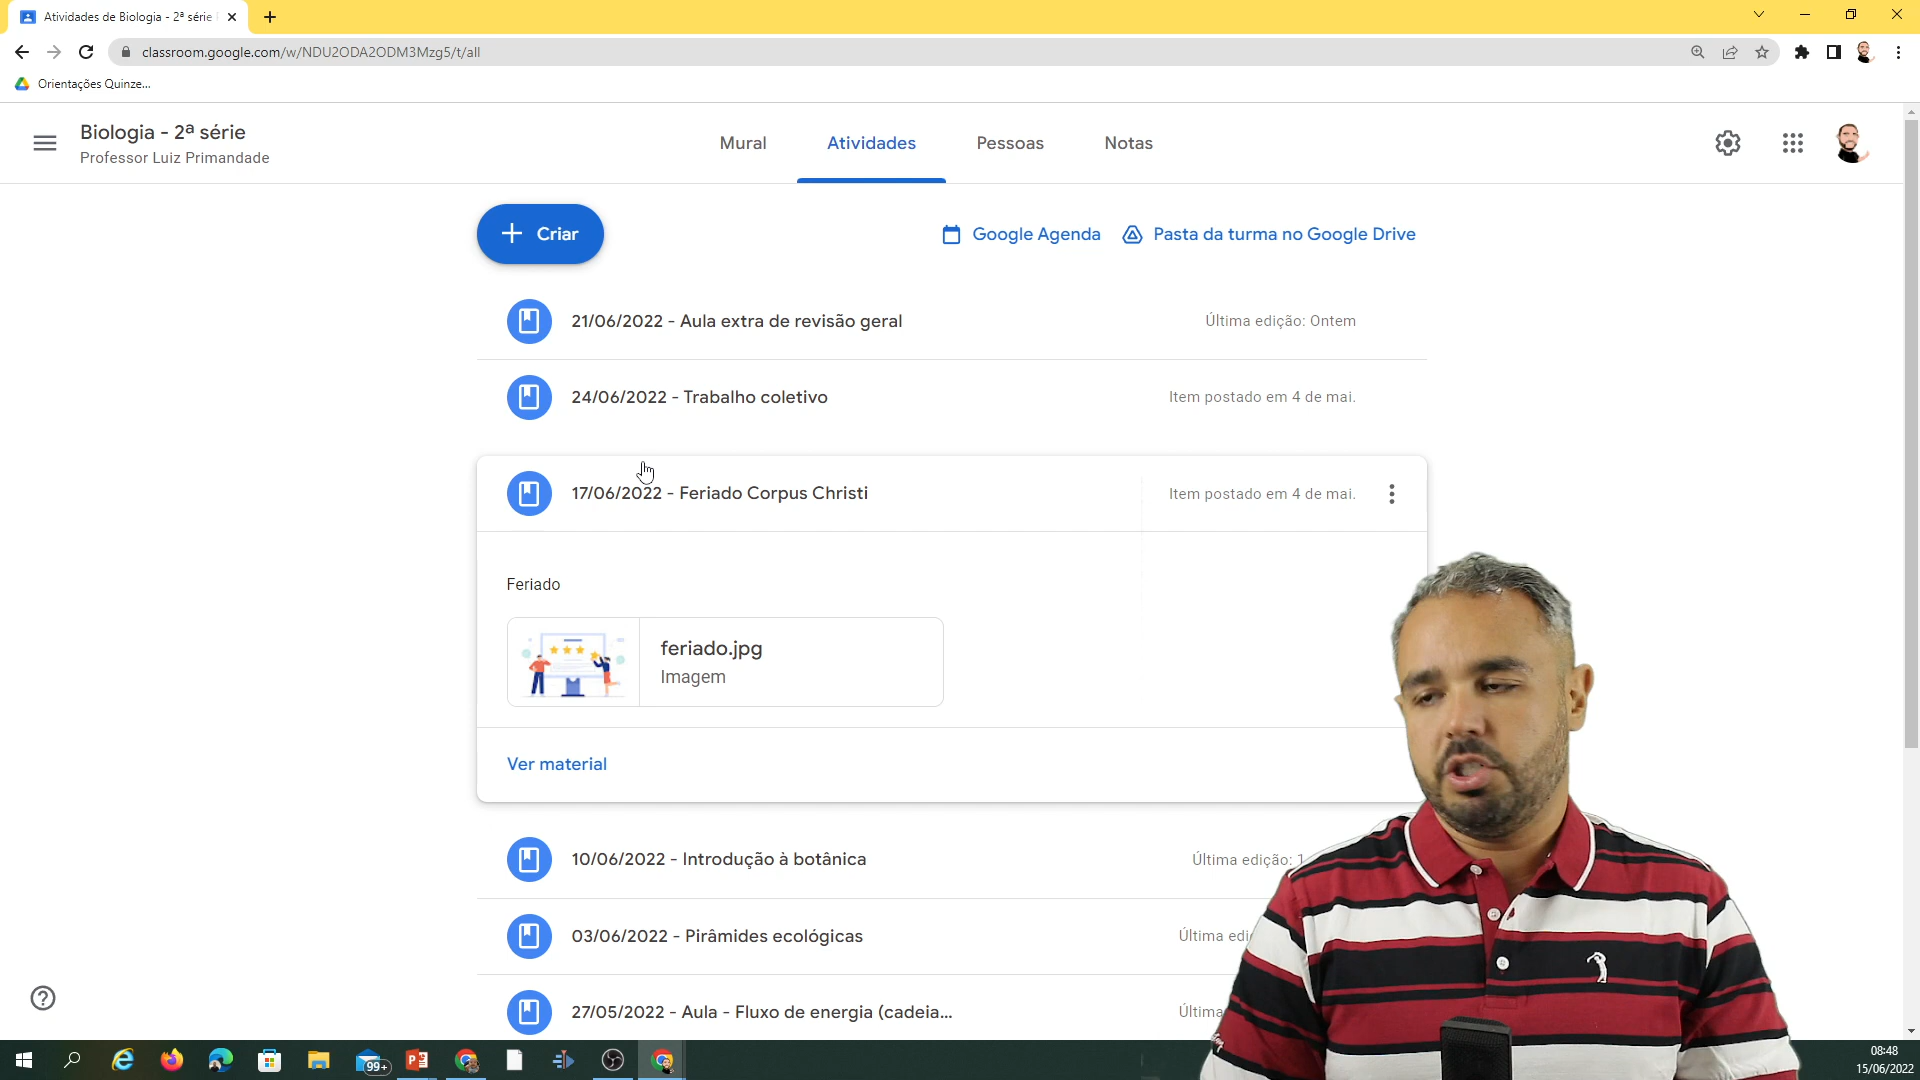 Atividades de Biologia - 2ª série
classroom.google.com/w/NDU2ODA2ODM3Mzg5/t/all
Orientações Quinze...
Biologia - 2ª série
Professor Luiz Primandade
Mural
Atividades
Pessoas
Notas
Criar
Google Agenda
Pasta da turma no Google Drive
21/06/2022 - Aula extra de revisão geral
Última edição: Ontem
24/06/2022 - Trabalho coletivo
Item postado em 4 de mai.
17/06/2022 - Feriado Corpus Christi
Item postado em 4 de mai.
Feriado
feriado.jpg
Imagem
Ver material
10/06/2022 - Introdução à botânica
Última edição: 1
03/06/2022 - Pirâmides ecológicas
Última edi
27/05/2022 - Aula - Fluxo de energia (cadeia...
Última
99+
08:48
15/06/2022